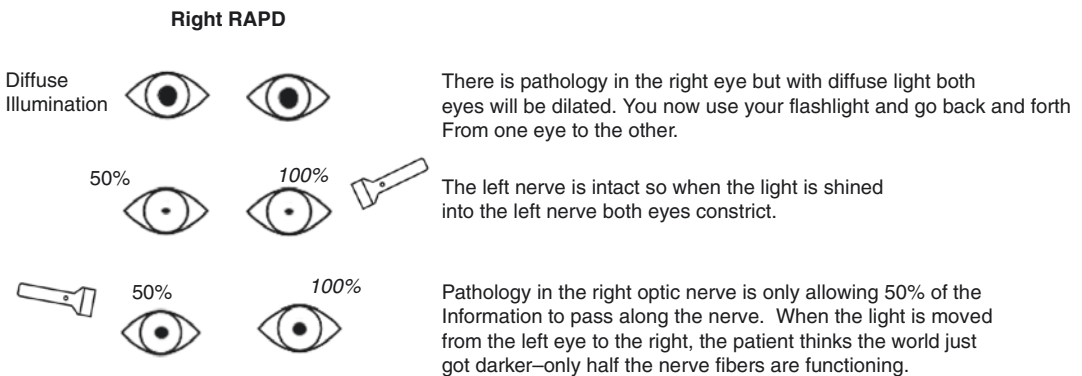 Right RAPD
Diffuse
Illumination
There is pathology in the right eye but with diffuse light both
eyes will be dilated. You now use your flashlight and go back and forth
From one eye to the other.
50%
100%
The left nerve is intact so when the light is shined
into the left nerve both eyes constrict.
50%
100%
Pathology in the right optic nerve is only allowing 50% of the
Information to pass along the nerve. When the light is moved
from the left eye to the right, the patient thinks the world just
got darker–only half the nerve fibers are functioning.